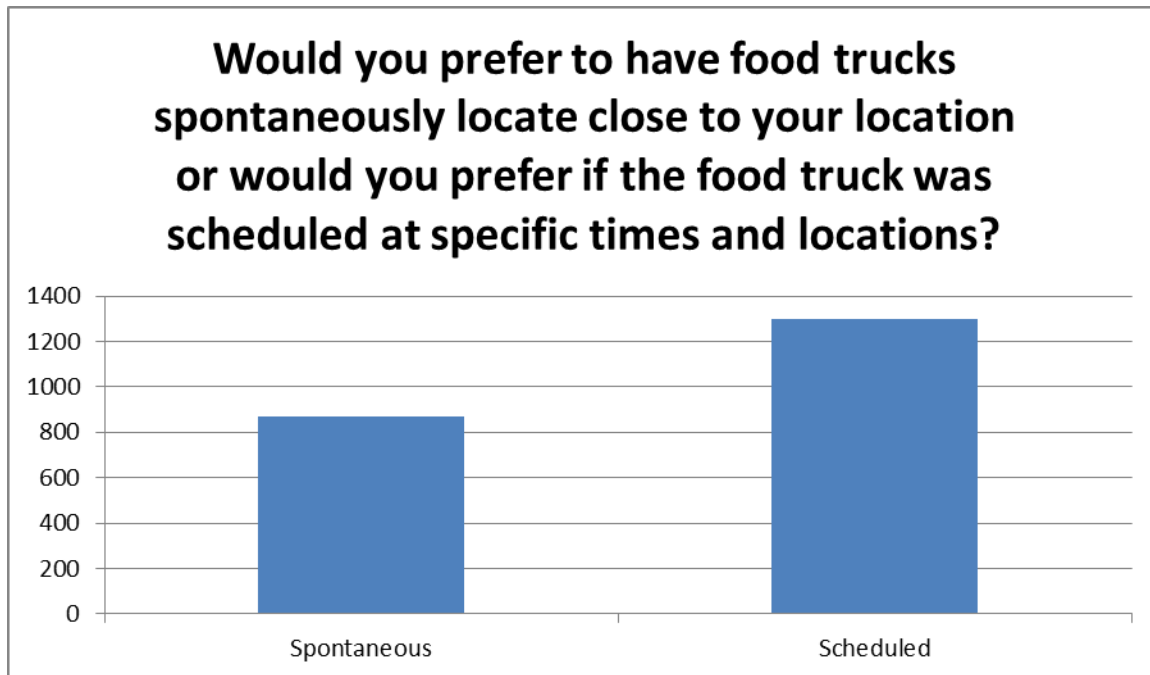 Would you prefer to have food trucks
spontaneously locate close to your location
or would you prefer if the food truck was
scheduled at specific times and locations?
1400
1200
1000
800
600
400
200
0
Spontaneous Scheduled